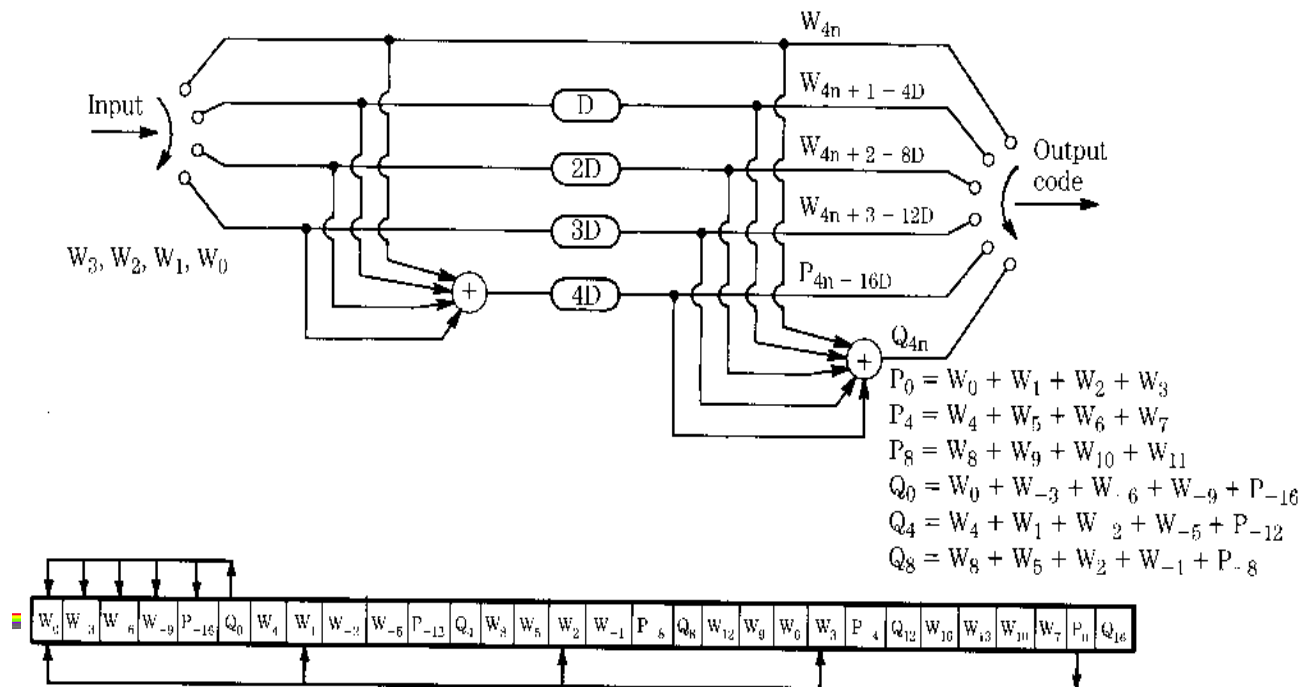 W₄ₙ
Input
D
W₄ₙ ₊ ₁ ₋ ₄D
2D
W₄ₙ ₊ ₂ ₋ ₈D
Output
code
3D
W₄ₙ ₊ ₃ ₋ ₁₂D
W₃, W₂, W₁, W₀
+
4D
P₄ₙ ₋ ₁₆D
Q₄ₙ
+
P₀ = W₀ + W₁ + W₂ + W₃
P₄ = W₄ + W₅ + W₆ + W₇
P₈ = W₈ + W₉ + W₁₀ + W₁₁
Q₀ = W₀ + W₋₃ + W₋₆ + W₋₉ + P₋₁₆
Q₄ = W₄ + W₁ + W₋₂ + W₋₅ + P₋₁₂
Q₈ = W₈ + W₅ + W₂ + W₋₁ + P₋₈
W₀ W₋₃ W₋₆ W₋₉ P₋₁₆ Q₀ W₄ W₁ W₋₂ W₋₅ P₋₁₂ Q₄ W₈ W₅ W₂ W₋₁ P₋₈ Q₈ W₁₂ W₉ W₆ W₃ P₋₄ Q₁₂ W₁₆ W₁₃ W₁₀ W₇ P₀ Q₁₆